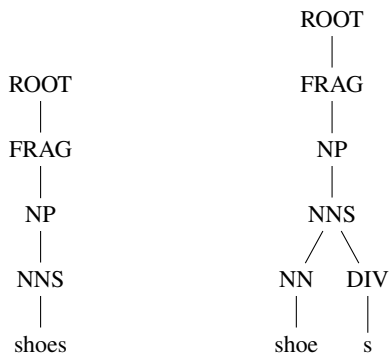 ROOT
FRAG
NP
NNS
shoes
ROOT
FRAG
NP
NNS
NN DIV
shoe s